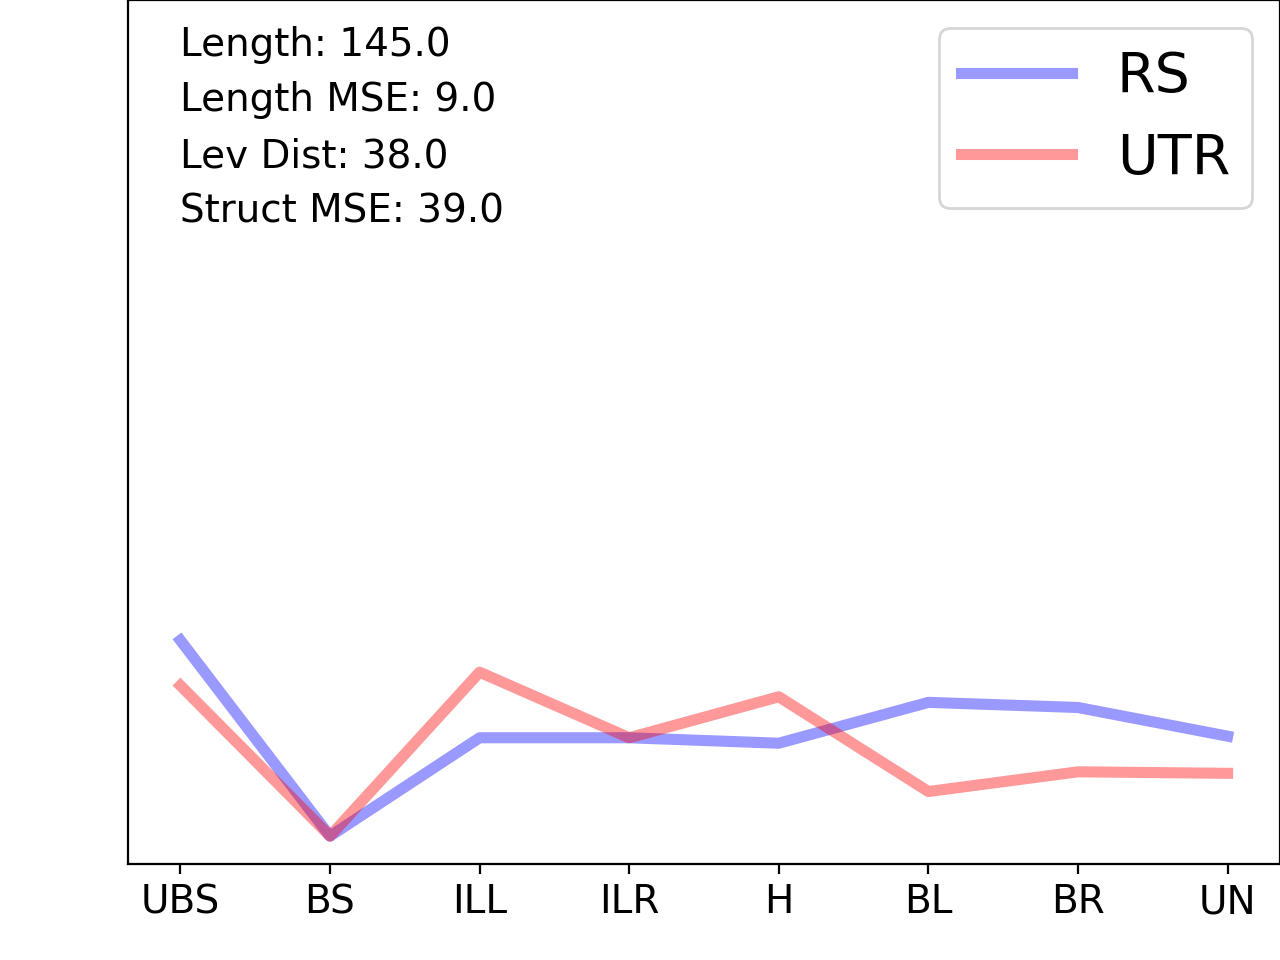 Length: 145.0
Length MSE: 9.0
Lev Dist: 38.0
Struct MSE: 39.0
RS
UTR
UBS BS ILL ILR H BL BR UN